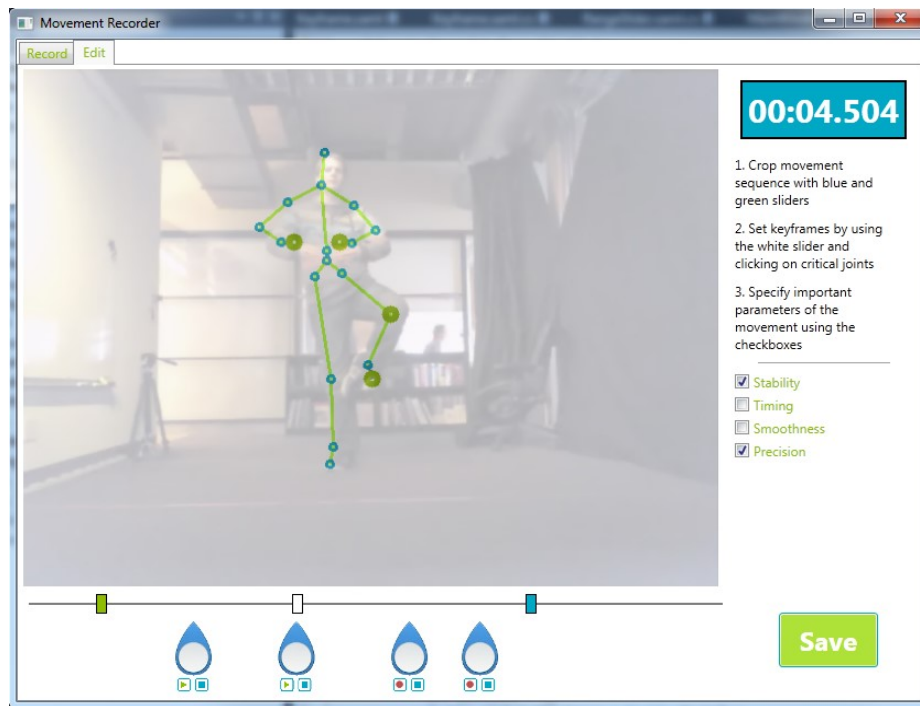 Movement Recorder
Record
Edit
00:04.504
1. Crop movement
sequence with blue and
green sliders
2. Set keyframes by using
the white slider and
clicking on critical joints
3. Specify important
parameters of the
movement using the
checkboxes
Stability
Timing
Smoothness
Precision
Save